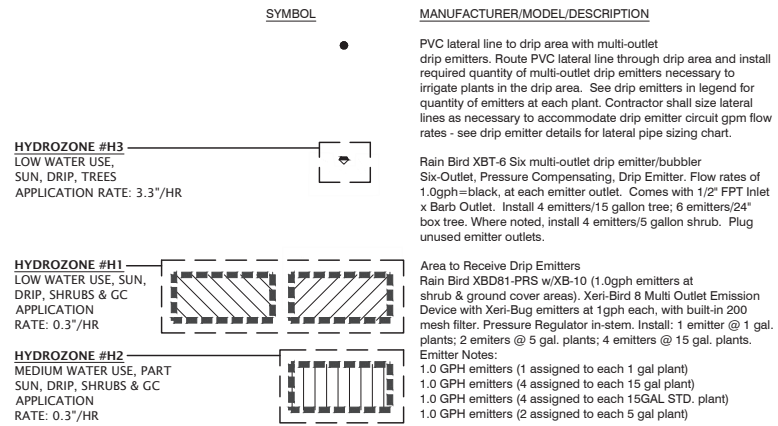 SYMBOL
MANUFACTURER/MODEL/DESCRIPTION
PVC lateral line to drip area with multi-outlet
drip emitters. Route PVC lateral line through drip area and install
required quantity of multi-outlet drip emitters necessary to
irrigate plants in the drip area. See drip emitters in legend for
quantity of emitters at each plant. Contractor shall size lateral
lines as necessary to accommodate drip emitter circuit gpm flow
rates - see drip emitter details for lateral pipe sizing chart.
HYDROZONE #H3
LOW WATER USE,
SUN, DRIP, TREES
APPLICATION RATE: 3.3"/HR
Rain Bird XBT-6 Six multi-outlet drip emitter/bubbler
Six-Outlet, Pressure Compensating, Drip Emitter. Flow rates of
1.0gph=black, at each emitter outlet. Comes with 1/2" FPT Inlet
x Barb Outlet. Install 4 emitters/15 gallon tree; 6 emitters/24"
box tree. Where noted, install 4 emitters/5 gallon shrub. Plug
unused emitter outlets.
HYDROZONE #H1
LOW WATER USE, SUN,
DRIP, SHRUBS & GC
APPLICATION
RATE: 0.3"/HR
Area to Receive Drip Emitters
Rain Bird XBD81-PRS w/XB-10 (1.0gph emitters at
shrub & ground cover areas). Xeri-Bird 8 Multi Outlet Emission
Device with Xeri-Bug emitters at 1gph each, with built-in 200
mesh filter. Pressure Regulator in-stem. Install: 1 emitter @ 1 gal.
plants; 2 emiters @ 5 gal. plants; 4 emitters @ 15 gal. plants.
HYDROZONE #H2
MEDIUM WATER USE, PART
SUN, DRIP, SHRUBS & GC
APPLICATION
RATE: 0.3"/HR
Emitter Notes:
1.0 GPH emitters (1 assigned to each 1 gal plant)
1.0 GPH emitters (4 assigned to each 15 gal plant)
1.0 GPH emitters (4 assigned to each 15GAL STD. plant)
1.0 GPH emitters (2 assigned to each 5 gal plant)